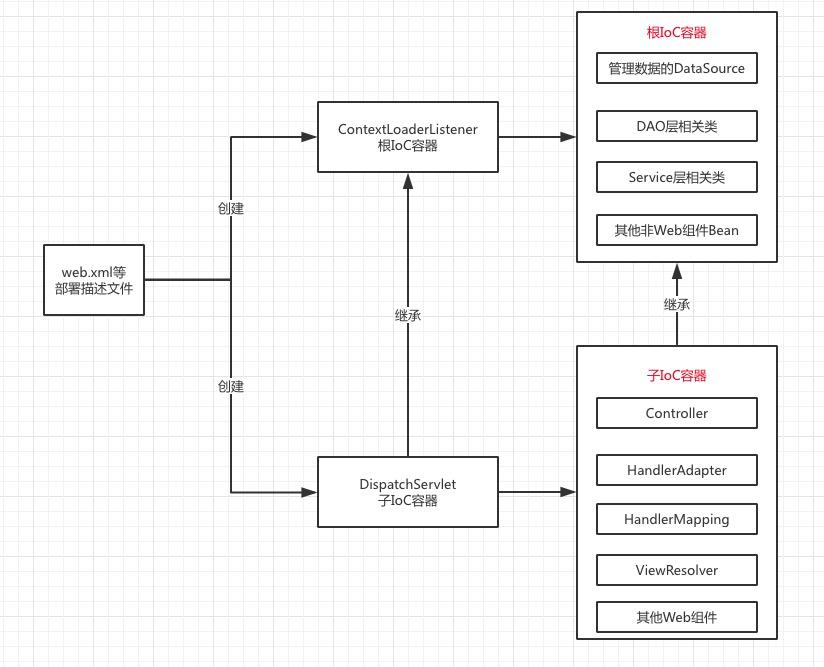 根IoC容器
管理数据的DataSource
DAO层相关类
Service层相关类
其他非Web组件Bean
ContextLoaderListener
根IoC容器
创建
web.xml等
部署描述文件
继承
继承
创建
子IoC容器
Controller
HandlerAdapter
HandlerMapping
ViewResolver
其他Web组件
DispatchServlet
子IoC容器